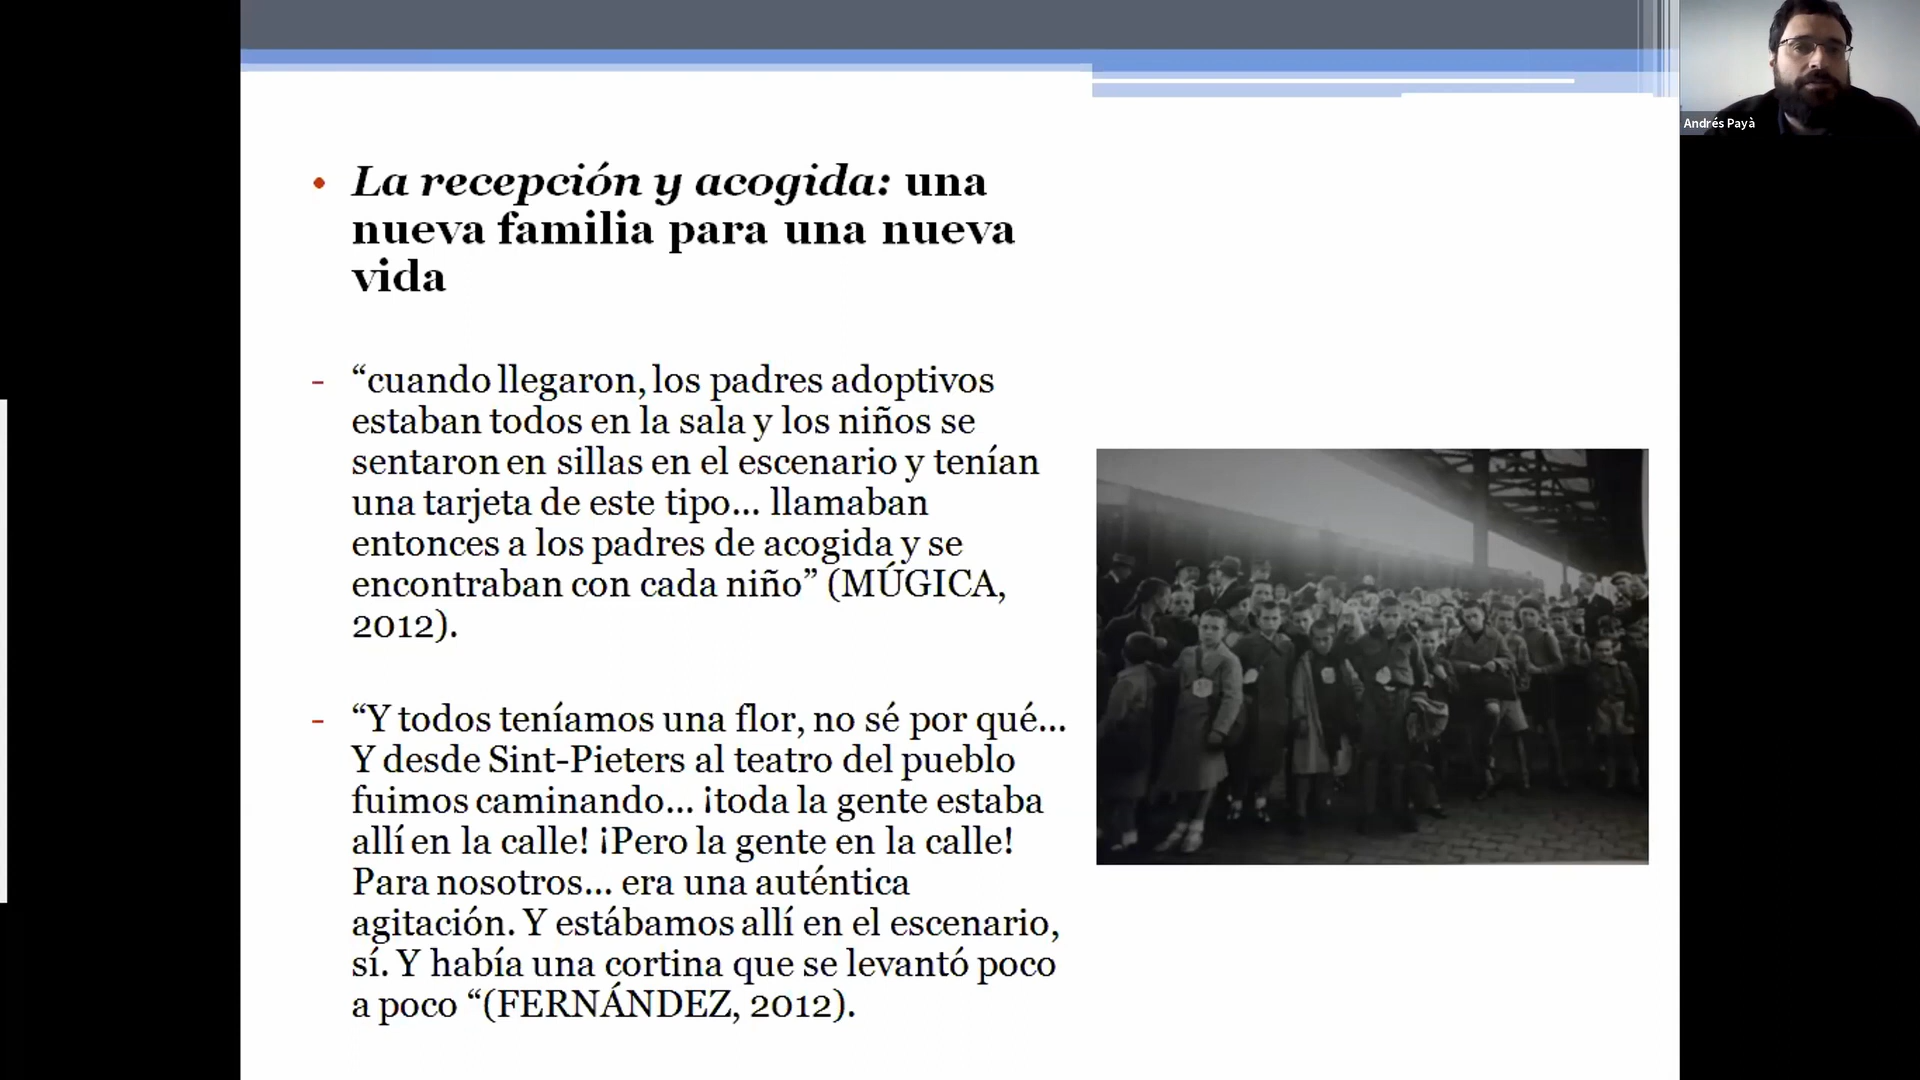 Andrés Payà
• La recepción y acogida: una
nueva familia para una nueva
vida
- “cuando llegaron, los padres adoptivos
estaban todos en la sala y los niños se
sentaron en sillas en el escenario y tenían
una tarjeta de este tipo... llamaban
entonces a los padres de acogida y se
encontraban con cada niño” (MÚGICA,
2012).
- “Y todos teníamos una flor, no sé por qué...
Y desde Sint-Pieters al teatro del pueblo
fuimos caminando... ¡toda la gente estaba
allí en la calle! ¡Pero la gente en la calle!
Para nosotros... era una auténtica
agitación. Y estábamos allí en el escenario,
sí. Y había una cortina que se levantó poco
a poco “(FERNÁNDEZ, 2012).